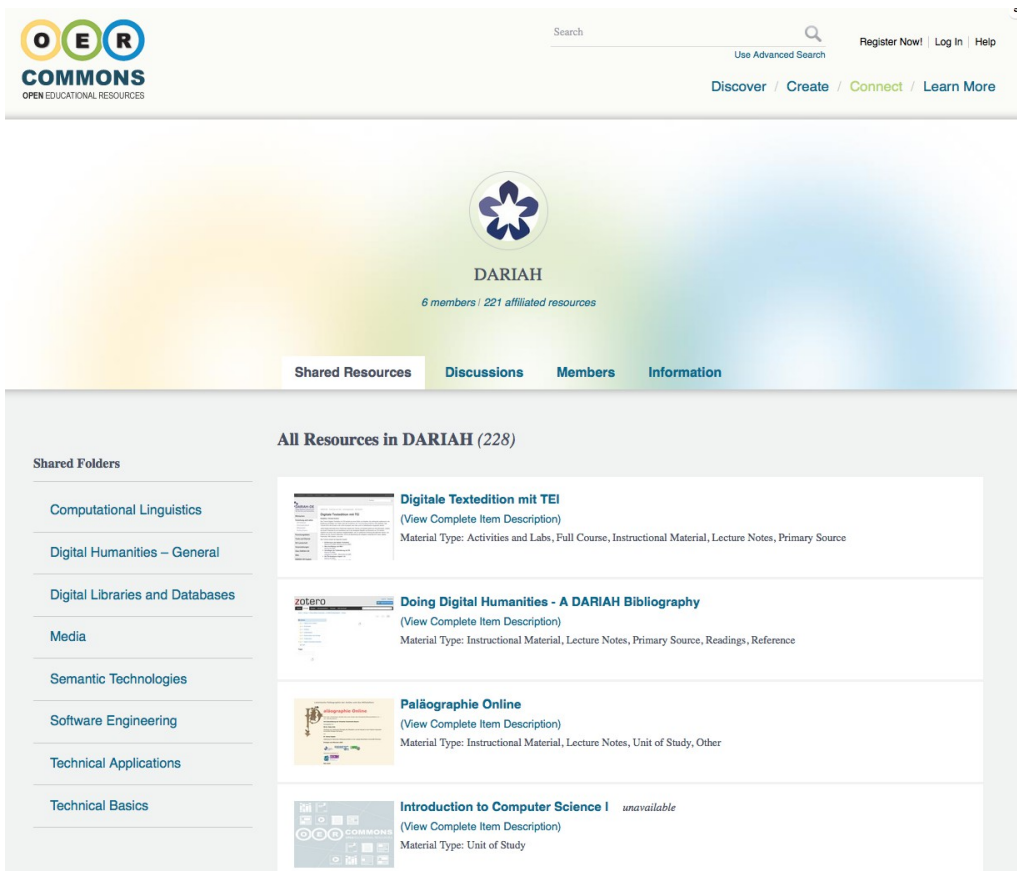 O E R
COMMONS
OPEN EDUCATIONAL RESOURCES
Search
Use Advanced Search
Register Now! | Log In | Help
Discover / Create / Connect / Learn More
DARIAH
6 members | 221 affiliated resources
Shared Resources Discussions Members Information
All Resources in DARIAH (228)
Shared Folders
Computational Linguistics
Digital Humanities – General
Digital Libraries and Databases
Media
Semantic Technologies
Software Engineering
Technical Applications
Technical Basics
Digitale Textedition mit TEI
(View Complete Item Description)
Material Type: Activities and Labs, Full Course, Instructional Material, Lecture Notes, Primary Source
zotero
Doing Digital Humanities - A DARIAH Bibliography
(View Complete Item Description)
Material Type: Instructional Material, Lecture Notes, Primary Source, Readings, Reference
Paläographie Online
(View Complete Item Description)
Material Type: Instructional Material, Lecture Notes, Unit of Study, Other
OER COMMONS
Introduction to Computer Science I unavailable
(View Complete Item Description)
Material Type: Unit of Study